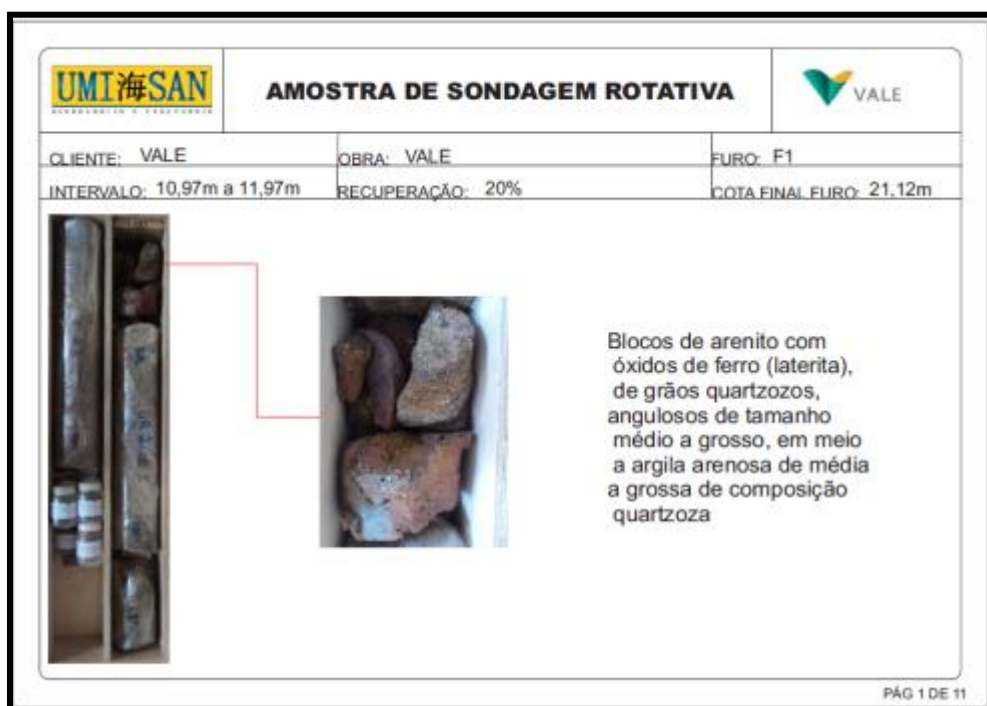 UMI海SAN
AMOSTRA DE SONDAGEM ROTATIVA
VALE
CLIENTE: VALE
OBRA: VALE
FURO: F1
INTERVALO: 10,97m a 11,97m
RECUPERAÇÃO: 20%
COTA FINAL FURO: 21,12m
Blocos de arenito com
óxidos de ferro (laterita),
de grãos quartzozos,
angulosos de tamanho
médio a grosso, em meio
a argila arenosa de média
a grossa de composição
quartzoza
PÁG 1 DE 11